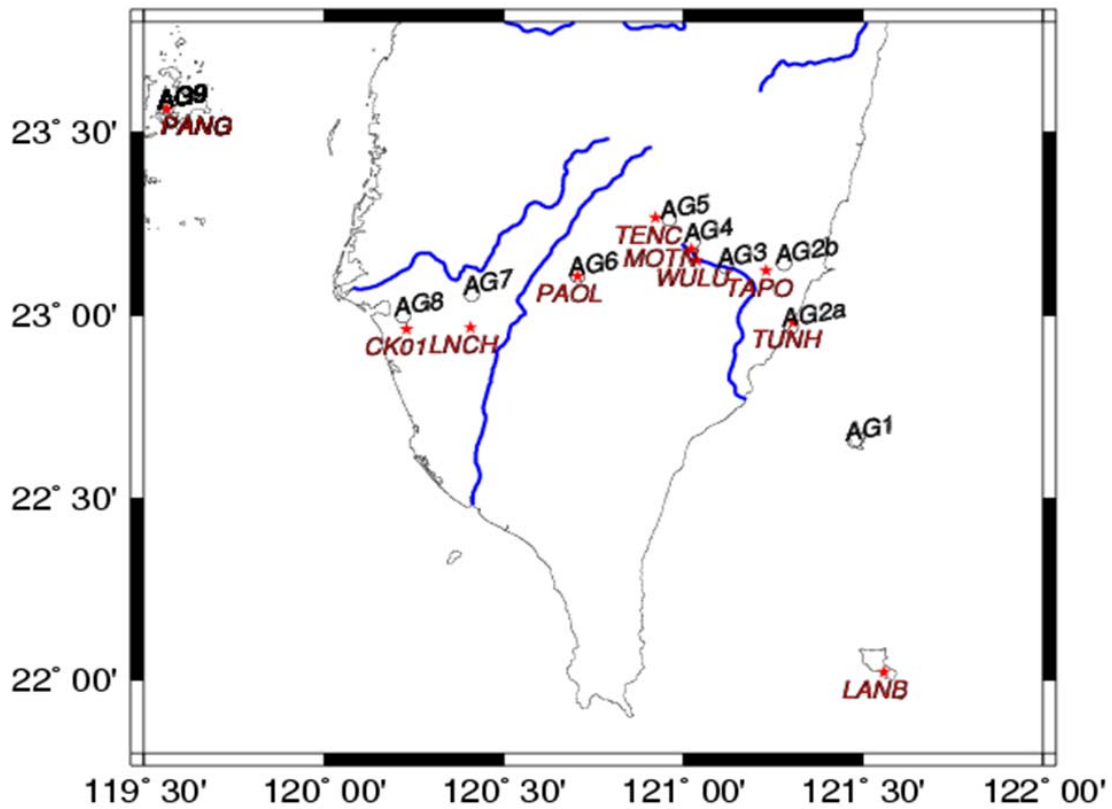 AG9
PANG
23° 30'
AG5
TENC
AG4
MOTN
AG3
AG2b
WULU
TAPO
AG6
PAOL
AG7
AG8
23° 00'
AG2a
CK01
LNCH
TUNH
AG1
22° 30'
22° 00'
LANB
119° 30'
120° 00'
120° 30'
121° 00'
121° 30'
122° 00'